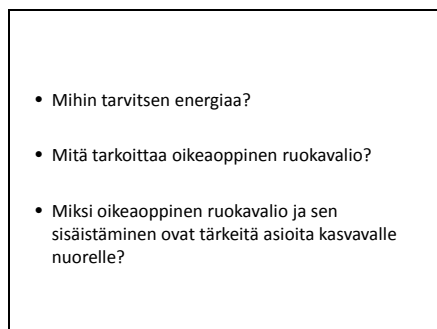 • Mihin tarvitsen energiaa?
• Mitä tarkoittaa oikeaoppinen ruokavalio?
• Miksi oikeaoppinen ruokavalio ja sen
sisäistäminen ovat tärkeitä asioita kasvavalle
nuorelle?